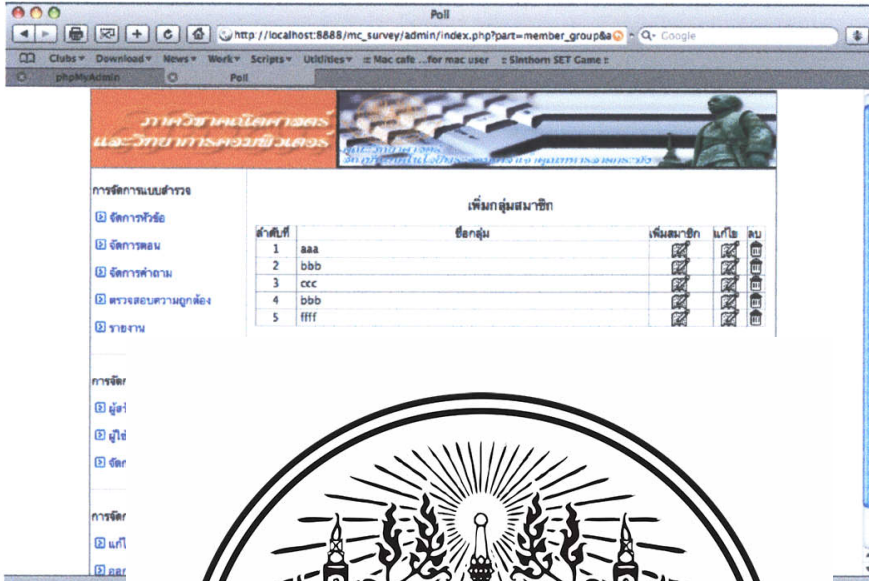 Poll
http://localhost:8888/mc_survey/admin/index.php?part=member_group&a
Google
Clubs Download News Work Scripts Utilities :: Mac cafe ...for mac user :: Sinthorn SET Game ::
phpMyAdmin Poll
ภาควิชาคณิตศาสตร์
และวิทยาการคอมพิวเตอร์
การจัดการแบบสำรวจ
จัดการหัวข้อ
จัดการตอน
จัดการคำถาม
ตรวจสอบความถูกต้อง
รายงาน
เพิ่มกลุ่มสมาชิก
ลำดับที่ ชื่อกลุ่ม เพิ่มสมาชิก แก้ไข ลบ
1 aaa
2 bbb
3 ccc
4 bbb
5 ffff